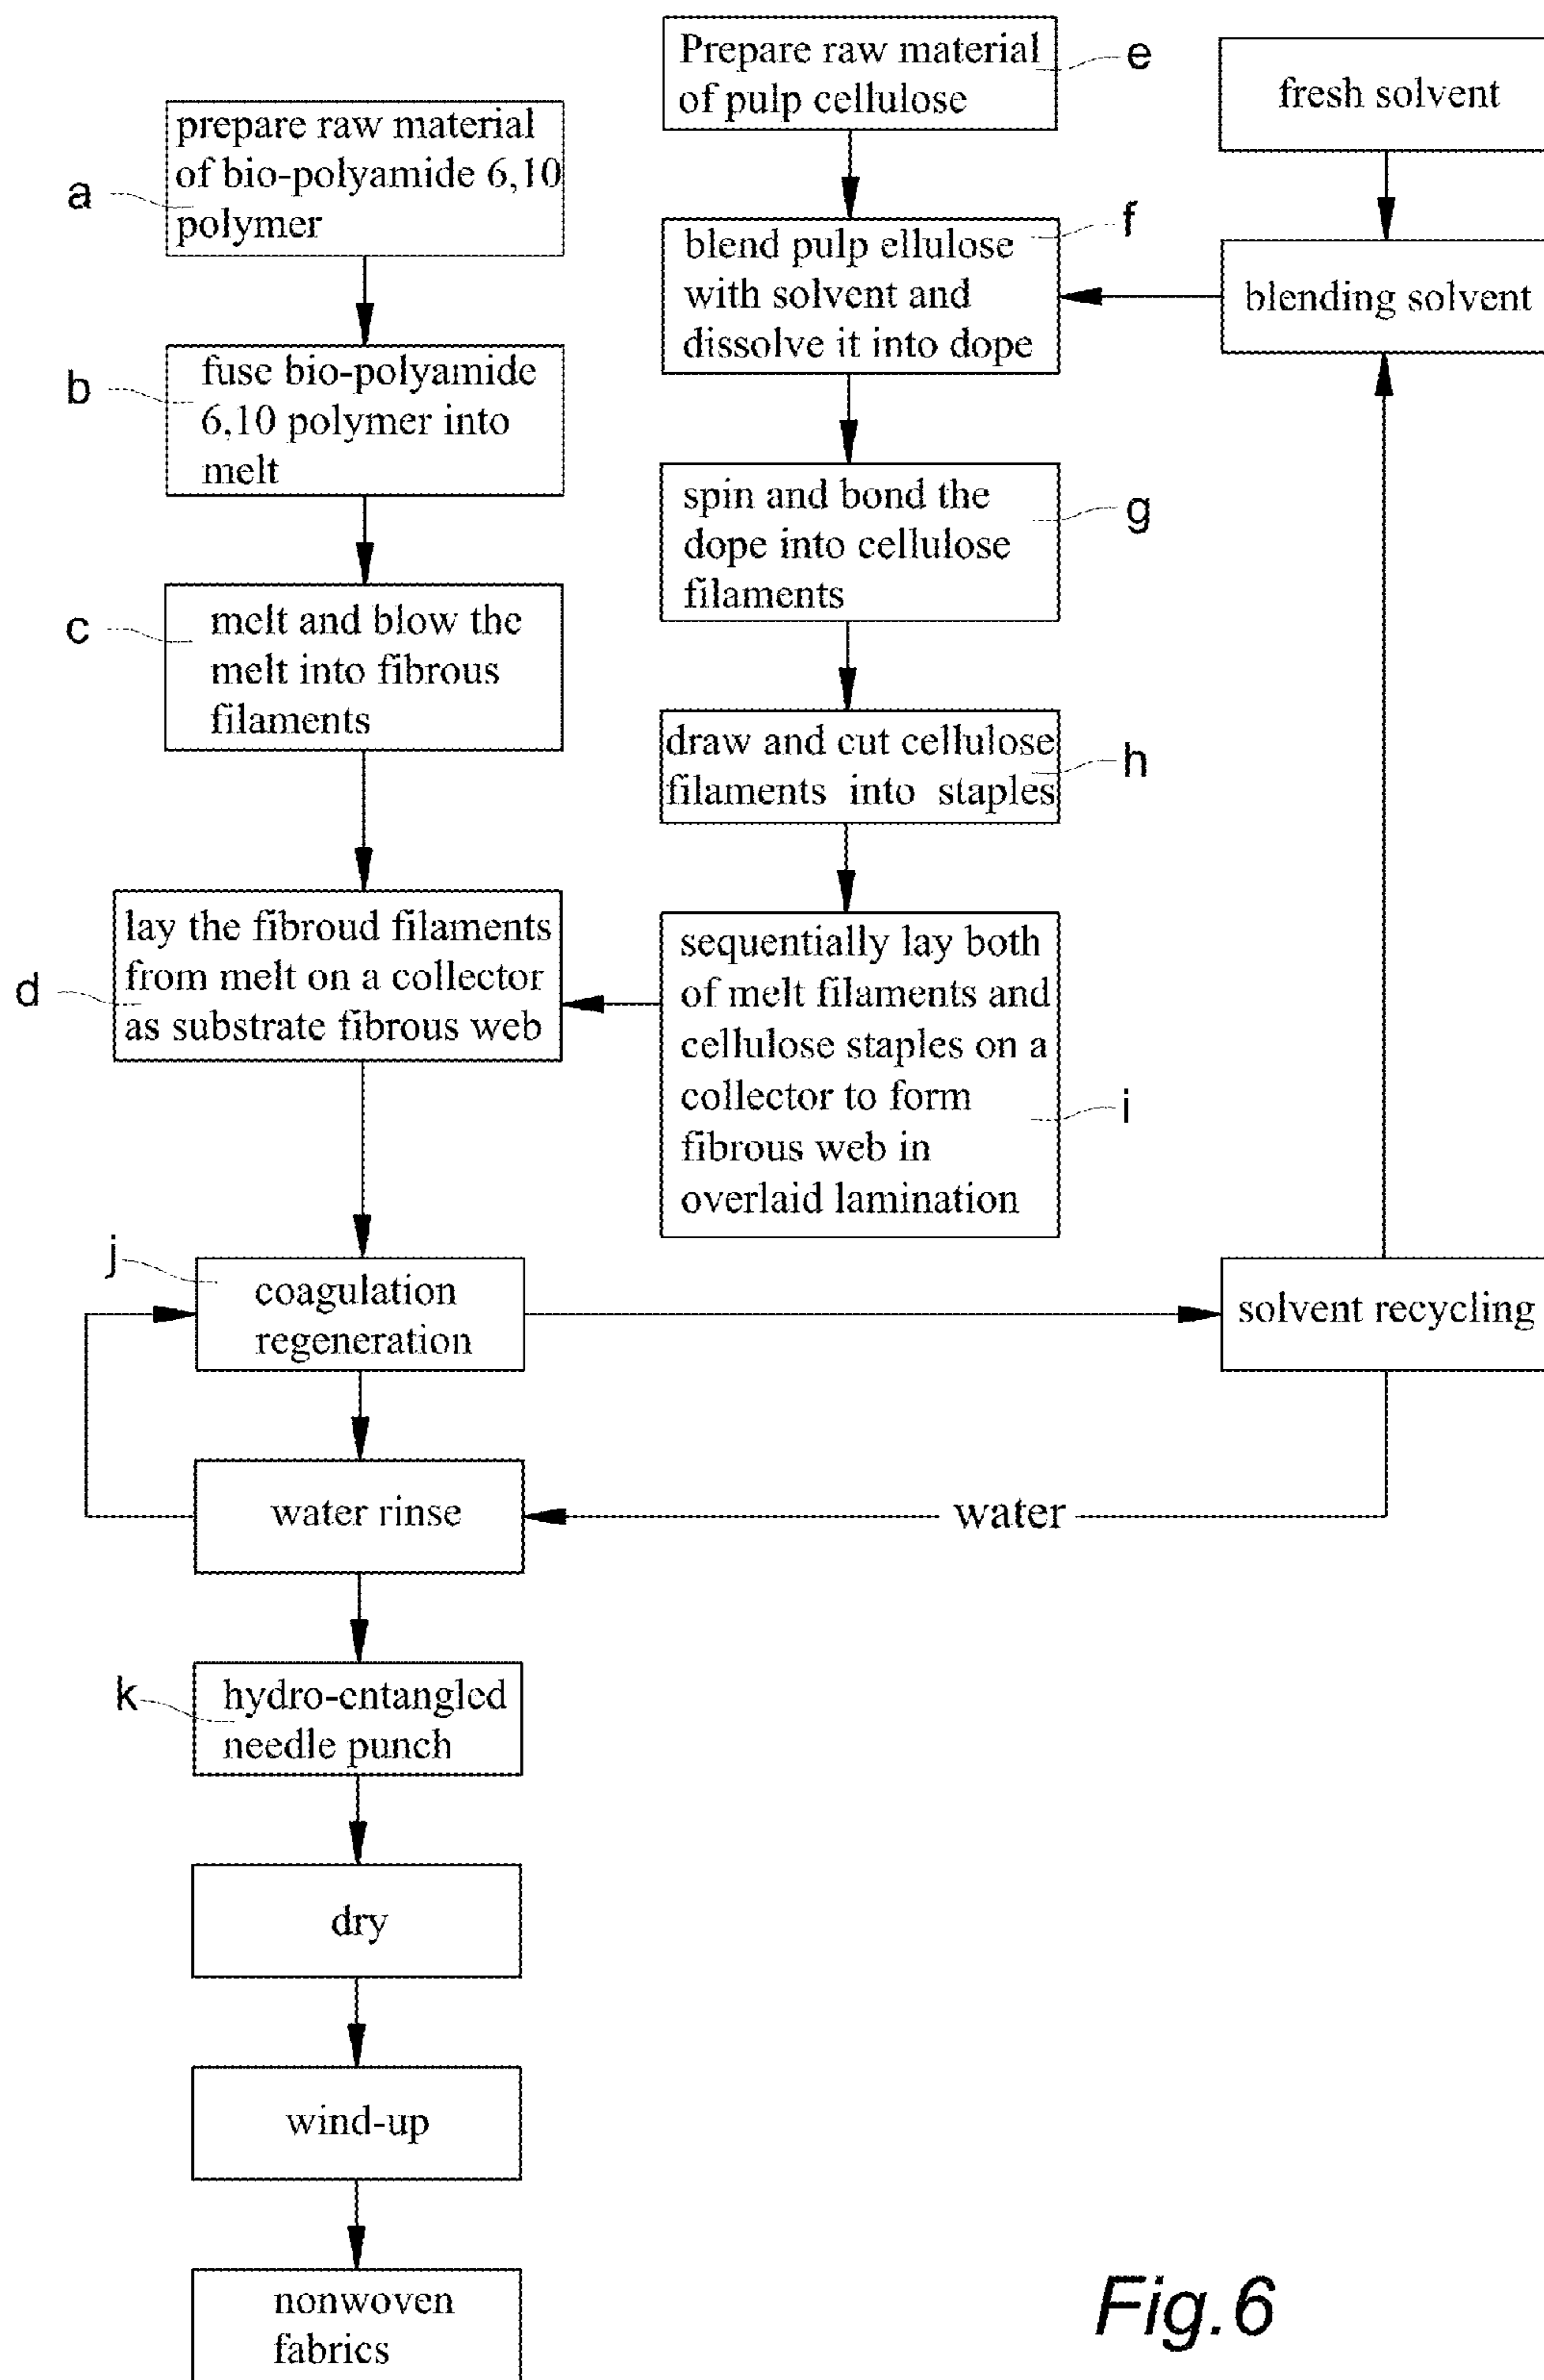 prepare raw material
of bio-polyamide 6,10
polymer
a
fuse bio-polyamide
6,10 polymer into
melt
b
melt and blow the
melt into fibrous
filaments
c
lay the fibroud filaments
from melt on a collector
as substrate fibrous web
d
Prepare raw material
of pulp cellulose
e
blend pulp ellulose
with solvent and
dissolve it into dope
f
spin and bond the
dope into cellulose
filaments
g
draw and cut cellulose
filaments into staples
h
sequentially lay both
of melt filaments and
cellulose staples on a
collector to form
fibrous web in
overlaid lamination
i
fresh solvent
blending solvent
solvent recycling
j
coagulation
regeneration
water rinse
water
k
hydro-entangled
needle punch
dry
wind-up
nonwoven
fabrics
Fig.6